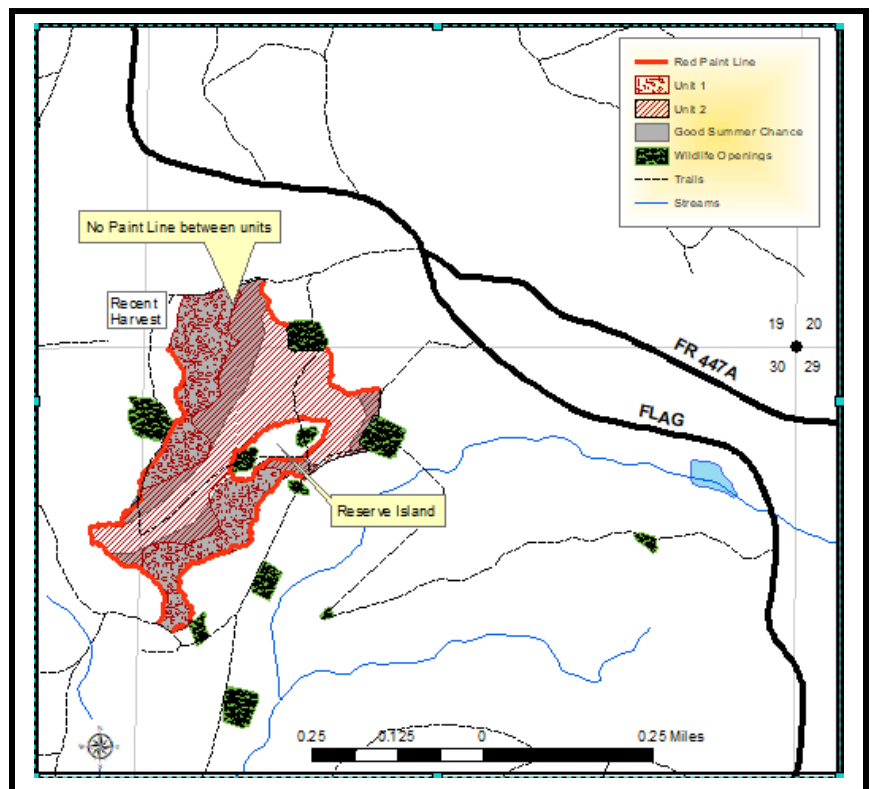 Red Paint Line
Unit 1
Unit 2
Good Summer Chance
Wildlife Openings
Trails
Streams
No Paint Line between units
Recent
Harvest
19 20
30 29
FR 447A
FLAG
Reserve Island
N
0.25 0.125 0 0.25 Miles